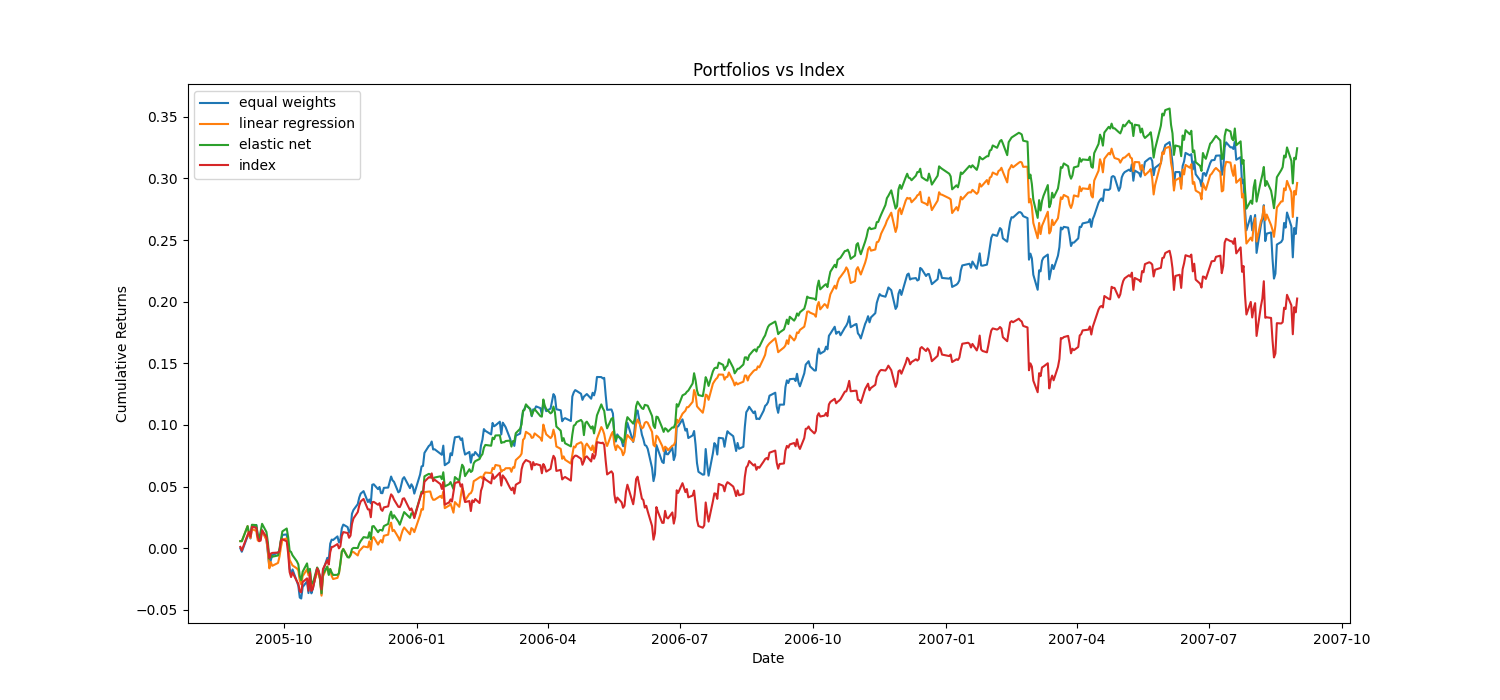 Portfolios vs Index
equal weights
linear regression
elastic net
index
Cumulative Returns
0.35
0.30
0.25
0.20
0.15
0.10
0.05
0.00
−0.05
2005-10 2006-01 2006-04 2006-07 2006-10 2007-01 2007-04 2007-07 2007-10
Date